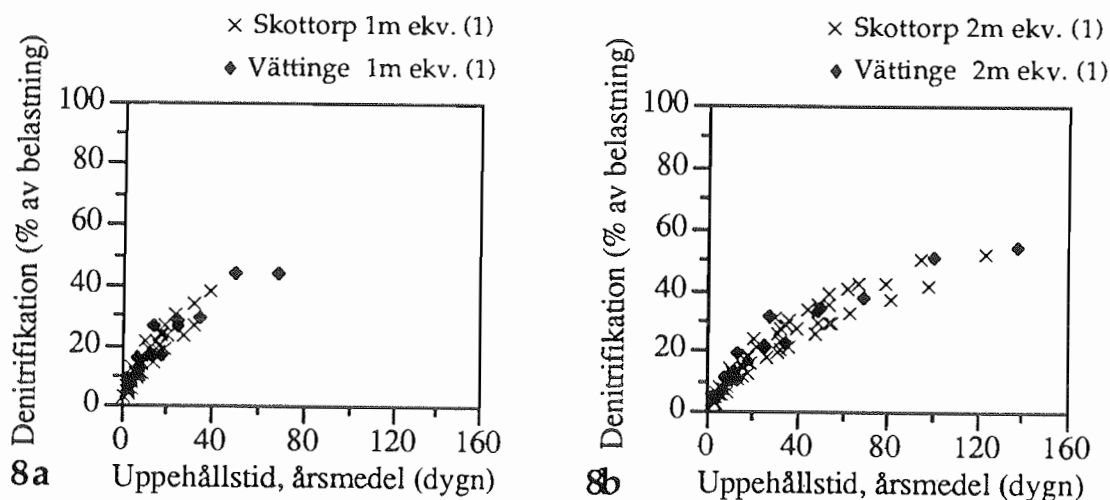 × Skottorp 1m ekv. (1)
◆ Vättinge 1m ekv. (1)
Denitrifikation (% av belastning)
100
80
60
40
20
0
0 40 80 120 160
8a Uppehållstid, årsmedel (dygn)
× Skottorp 2m ekv. (1)
◆ Vättinge 2m ekv. (1)
Denitrifikation (% av belastning)
100
80
60
40
20
0
0 40 80 120 160
8b Uppehållstid, årsmedel (dygn)